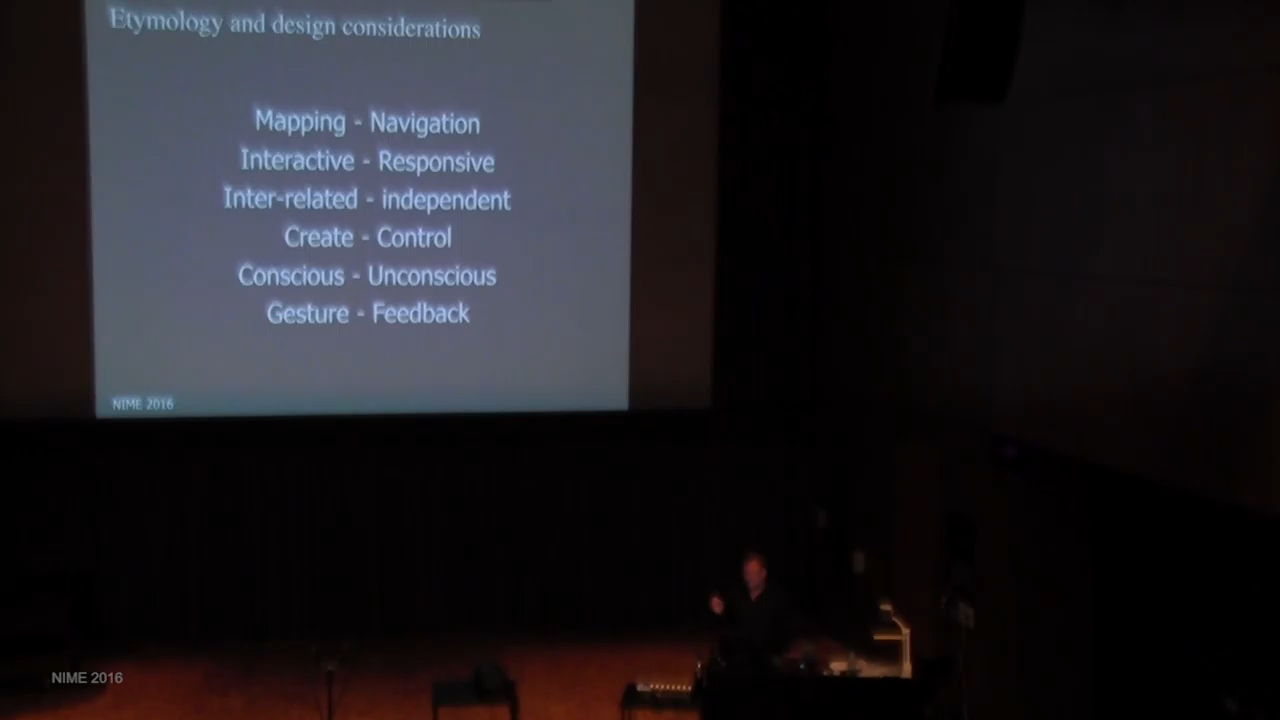 Etymology and design considerations
Mapping - Navigation
Interactive - Responsive
Inter-related - independent
Create - Control
Conscious - Unconscious
Gesture - Feedback
NIME 2016
NIME 2016